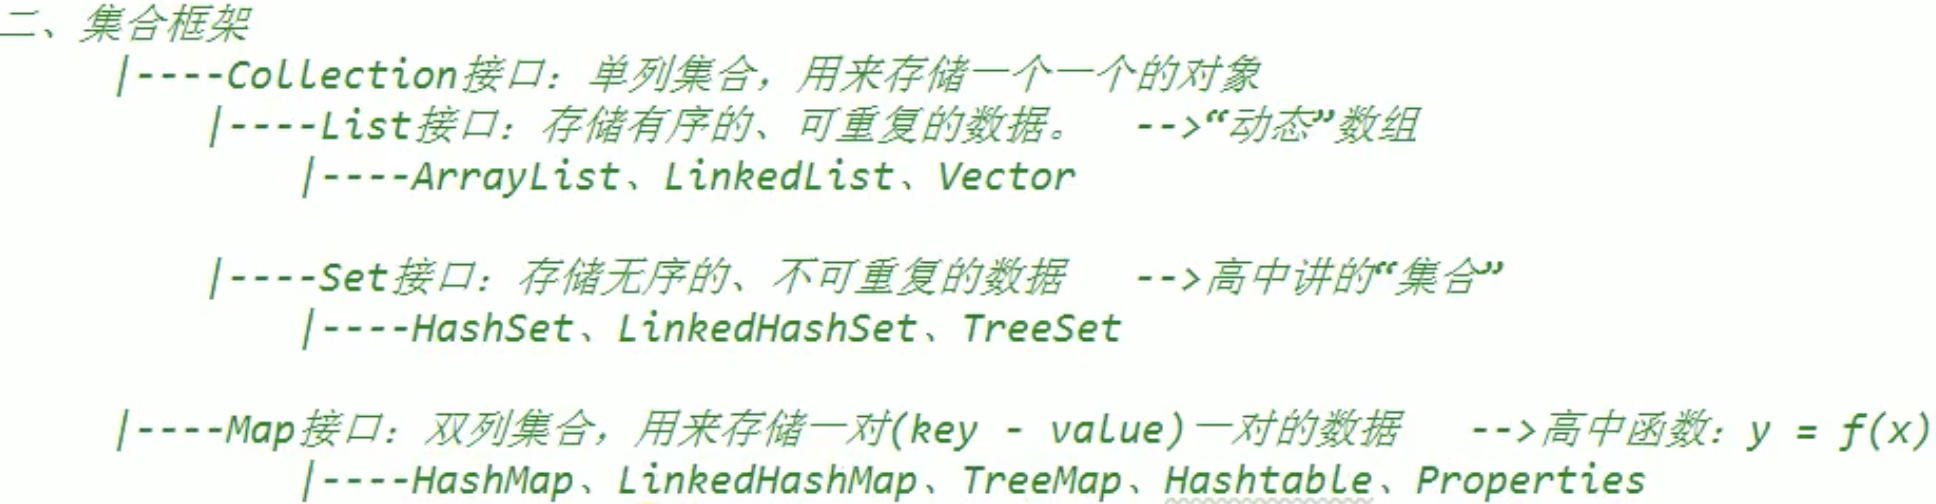 二、集合框架
|----Collection接口：单列集合，用来存储一个一个的对象
|----List接口：存储有序的、可重复的数据。 -->“动态”数组
|----ArrayList、LinkedList、Vector
|----Set接口：存储无序的、不可重复的数据 -->高中讲的“集合”
|----HashSet、LinkedHashSet、TreeSet
|----Map接口：双列集合，用来存储一对(key - value)一对的数据 -->高中函数：y = f(x)
|----HashMap、LinkedHashMap、TreeMap、Hashtable、Properties